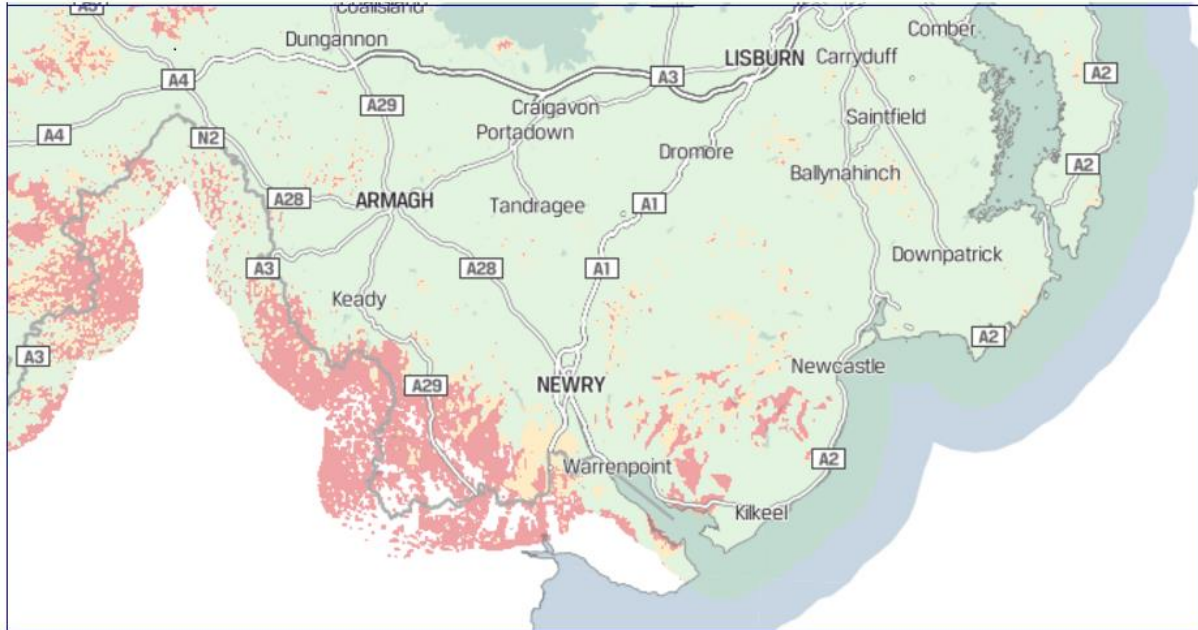 Coalisland
Comber
Dungannon
LISBURN
Carryduff
A4
A3
A2
A29
Craigavon
Saintfield
Portadown
A4
N2
Dromore
A2
Ballynahinch
A28
ARMAGH
Tandragee
A1
Downpatrick
A3
A28
A1
Keady
A2
A3
Newcastle
A29
NEWRY
A2
Warrenpoint
Kilkeel